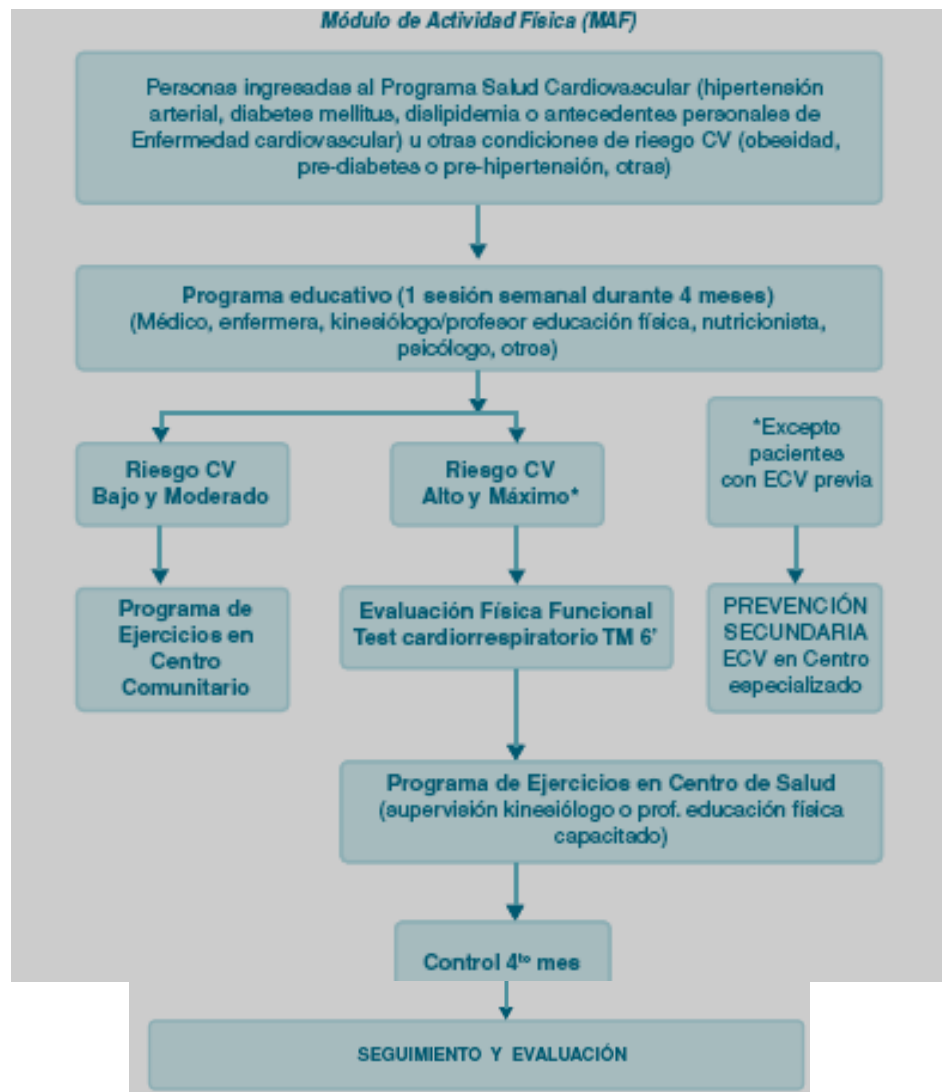 Módulo de Actividad Física (MAF)
Personas ingresadas al Programa Salud Cardiovascular (hipertensión
arterial, diabetes mellitus, dislipidemia o antecedentes personales de
Enfermedad cardiovascular) u otras condiciones de riesgo CV (obesidad,
pre-diabetes o pre-hipertensión, otras)
Programa educativo (1 sesión semanal durante 4 meses)
(Médico, enfermera, kinesiólogo/profesor educación física, nutricionista,
psicólogo, otros)
Riesgo CV
Bajo y Moderado
Riesgo CV
Alto y Máximo*
*Excepto
pacientes
con ECV previa
Programa de
Ejercicios en
Centro
Comunitario
Evaluación Física Funcional
Test cardiorrespiratorio TM 6’
PREVENCIÓN
SECUNDARIA
ECV en Centro
especializado
Programa de Ejercicios en Centro de Salud
(supervisión kinesiólogo o prof. educación física
capacitado)
Control 4to mes
SEGUIMIENTO Y EVALUACIÓN